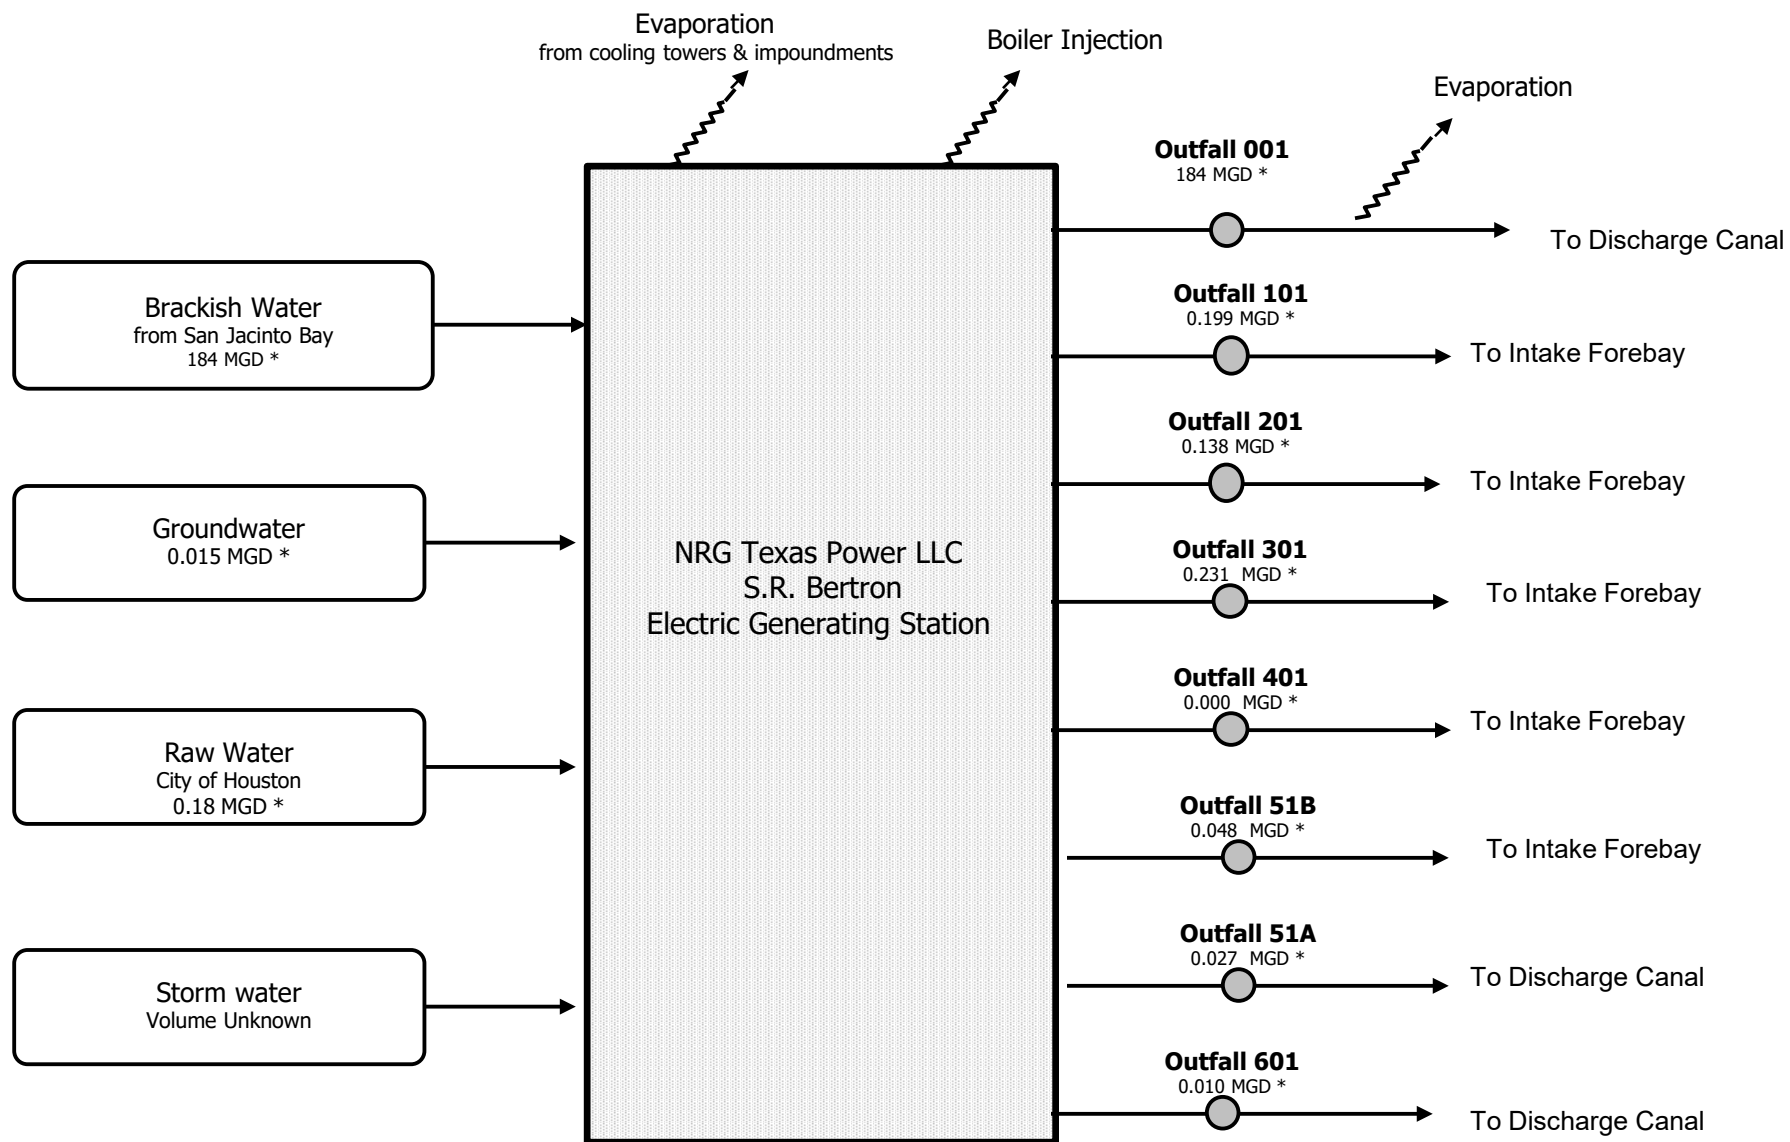 Evaporation
from cooling towers & impoundments
Boiler Injection
Evaporation
Outfall 001
184 MGD *
To Discharge Canal
Brackish Water
from San Jacinto Bay
184 MGD *
Outfall 101
0.199 MGD *
To Intake Forebay
Outfall 201
0.138 MGD *
To Intake Forebay
Groundwater
0.015 MGD *
NRG Texas Power LLC
S.R. Bertron
Electric Generating Station
Outfall 301
0.231 MGD *
To Intake Forebay
Outfall 401
0.000 MGD *
To Intake Forebay
Raw Water
City of Houston
0.18 MGD *
Outfall 51B
0.048 MGD *
To Intake Forebay
Outfall 51A
0.027 MGD *
To Discharge Canal
Storm water
Volume Unknown
Outfall 601
0.010 MGD *
To Discharge Canal